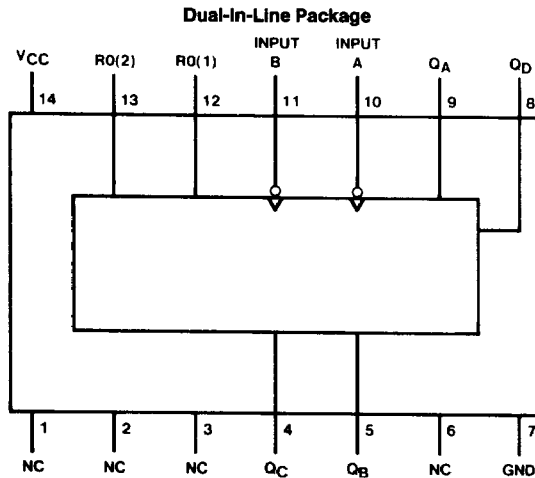 Dual-In-Line Package
VCC R0(2) R0(1) INPUT B INPUT A QA QD
14 13 12 11 10 9 8
1 2 3 4 5 6 7
NC NC NC QC QB NC GND